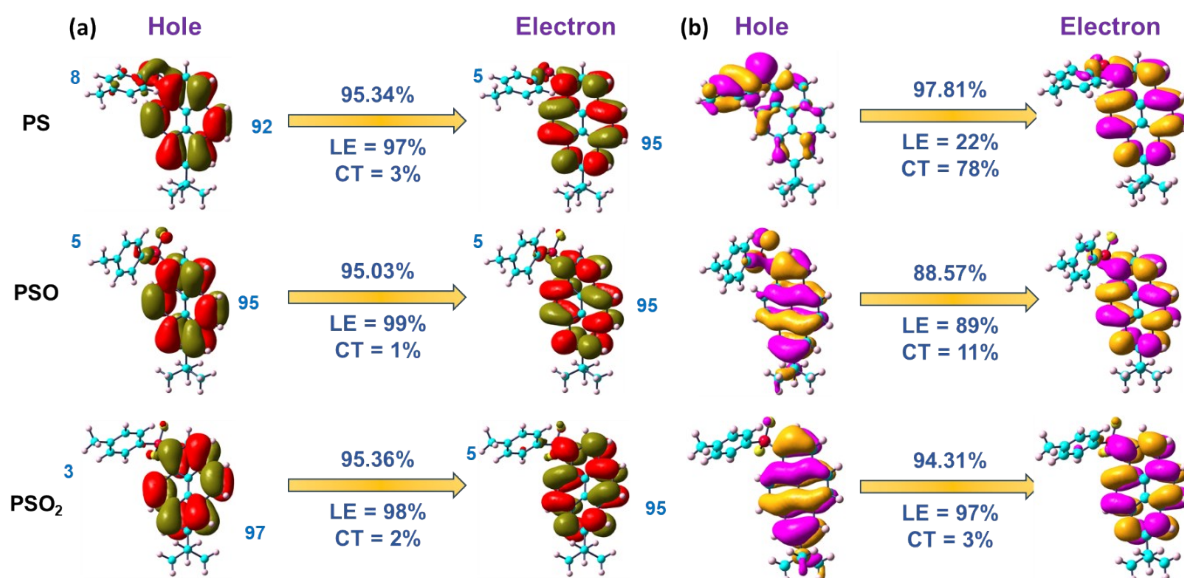 (a) Hole Electron (b) Hole Electron
8 95.34% 5 97.81%
PS 92 LE = 97% 95 LE = 22%
CT = 3% CT = 78%
5 95.03% 5 88.57%
PSO 95 LE = 99% 95 LE = 89%
CT = 1% CT = 11%
3 95.36% 5 94.31%
PSO₂ 97 LE = 98% 95 LE = 97%
CT = 2% CT = 3%